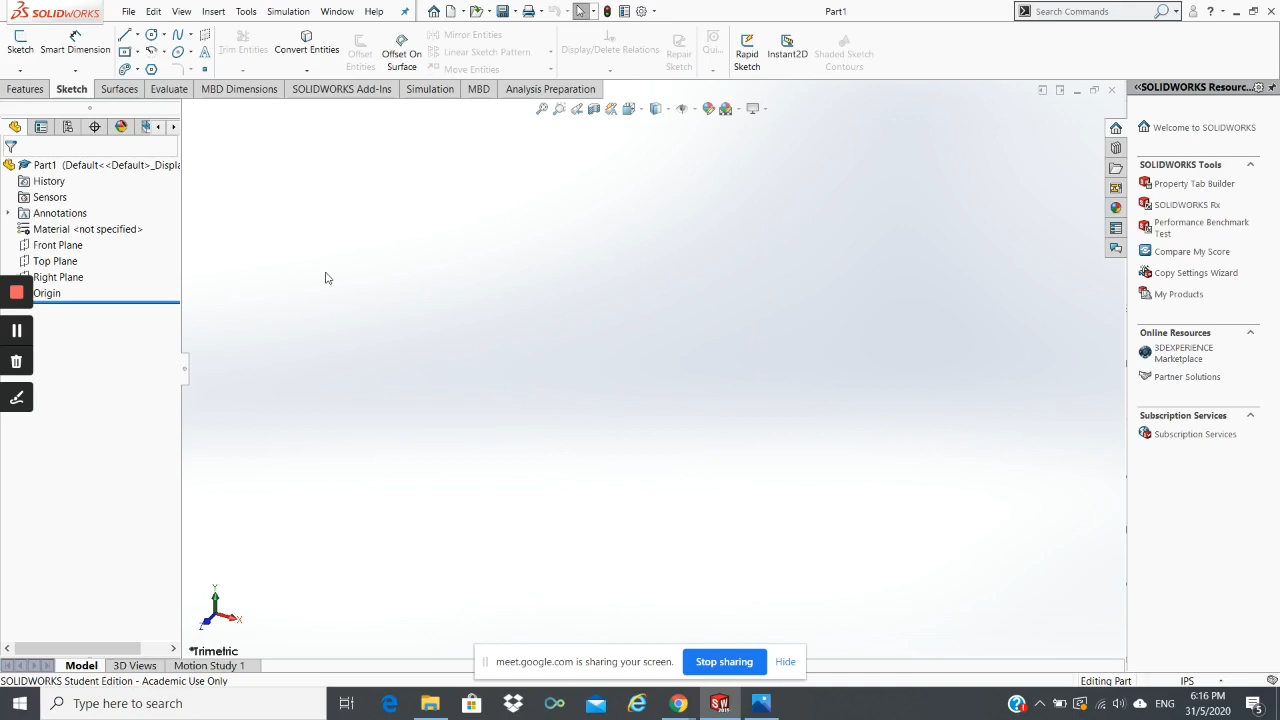 SOLIDWORKS File Edit View Insert Tools Simulation Window Help Part1 Search Commands
Sketch Smart Dimension Trim Entities Convert Entities Offset Entities Offset On Surface Mirror Entities Linear Sketch Pattern Move Entities Display/Delete Relations Repair Sketch Qui... Rapid Sketch Instant2D Shaded Sketch Contours
Features Sketch Surfaces Evaluate MBD Dimensions SOLIDWORKS Add-Ins Simulation MBD Analysis Preparation
SOLIDWORKS Resourc...
Part1 (Default<<Default>_Displa
History
Sensors
Annotations
Material <not specified>
Front Plane
Top Plane
Right Plane
Origin
Welcome to SOLIDWORKS
SOLIDWORKS Tools
Property Tab Builder
SOLIDWORKS Rx
Performance Benchmark
Test
Compare My Score
Copy Settings Wizard
My Products
Online Resources
3DEXPERIENCE
Marketplace
Partner Solutions
Subscription Services
Subscription Services
Y
X
Z
*Trimetric
meet.google.com is sharing your screen. Stop sharing Hide
Model 3D Views Motion Study 1
SOLIDWORKS Student Edition - Academic Use Only Editing Part IPS
Type here to search ENG 6:16 PM
31/5/2020